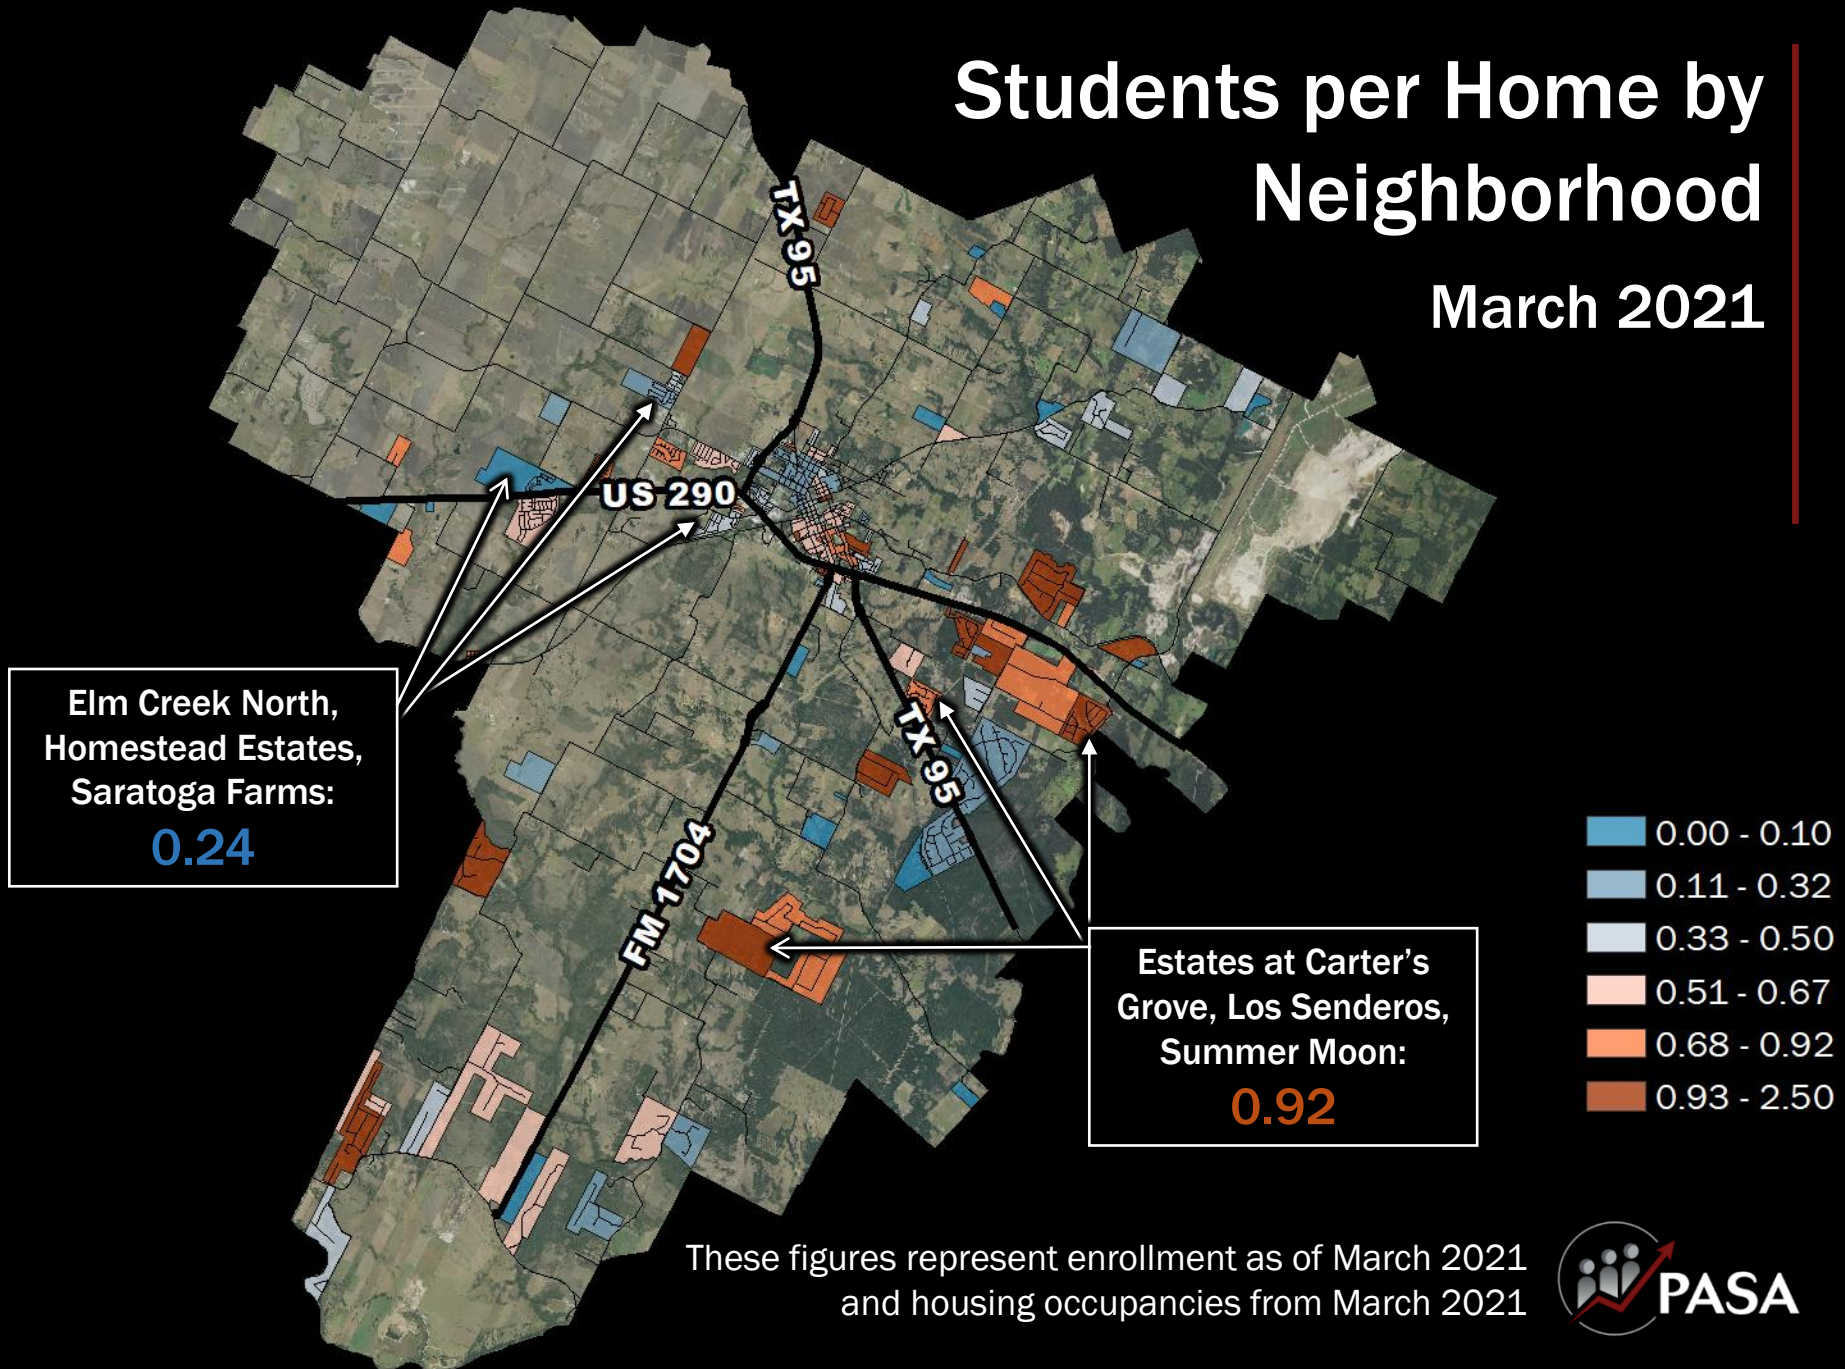 Students per Home by
Neighborhood
March 2021
TX 95
US 290
Elm Creek North,
Homestead Estates,
Saratoga Farms:
0.24
TX 95
FM 1704
Estates at Carter's
Grove, Los Senderos,
Summer Moon:
0.92
0.00 - 0.10
0.11 - 0.32
0.33 - 0.50
0.51 - 0.67
0.68 - 0.92
0.93 - 2.50
These figures represent enrollment as of March 2021
and housing occupancies from March 2021
PASA